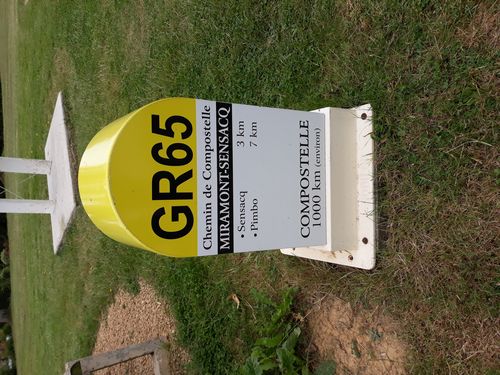 GR65
Chemin de Compostelle
MIRAMONT-SENSACQ
• Sensacq 3 km
• Pimbo 7 km
COMPOSTELLE
1000 km (environ)